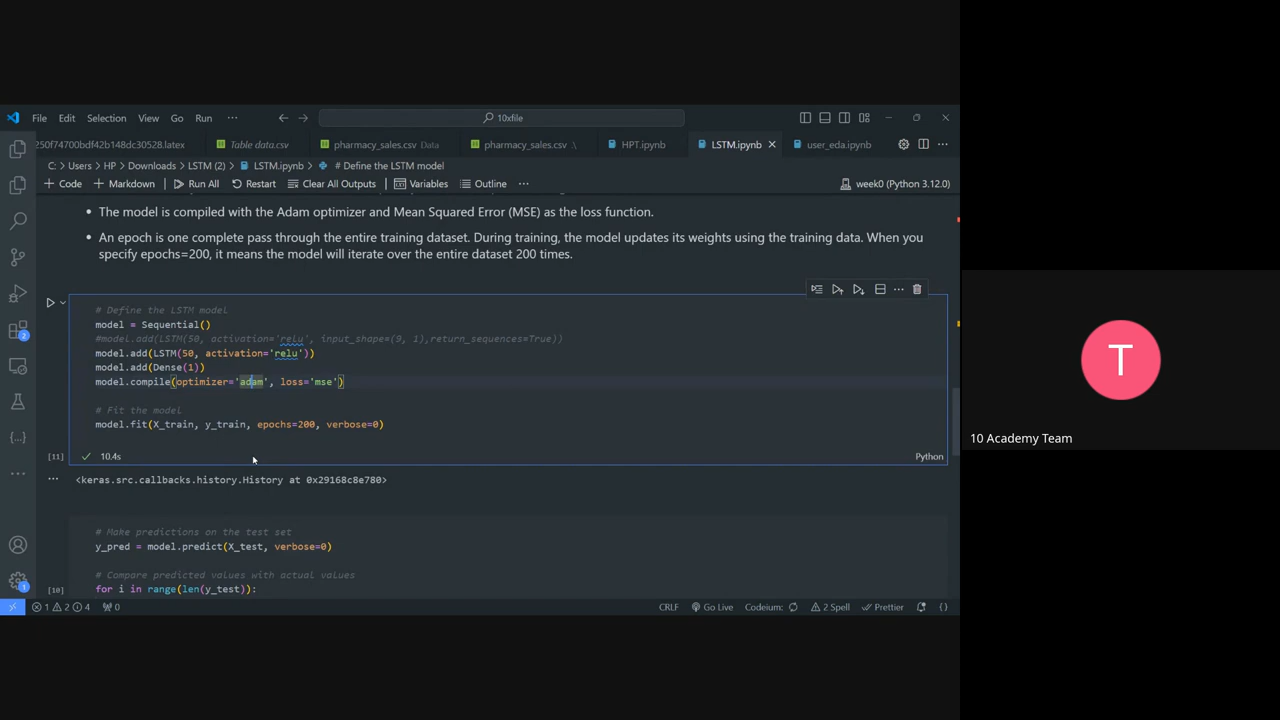 File Edit Selection View Go Run ··· 10xfile
250f74700bdf42b148dc30528.latex Table data.csv pharmacy_sales.csv Data pharmacy_sales.csv \ HPT.ipynb LSTM.ipynb user_eda.ipynb
C: > Users > HP > Downloads > LSTM (2) > LSTM.ipynb > # Define the LSTM model
+ Code + Markdown Run All Restart Clear All Outputs Variables Outline ··· week0 (Python 3.12.0)
• The model is compiled with the Adam optimizer and Mean Squared Error (MSE) as the loss function.
• An epoch is one complete pass through the entire training dataset. During training, the model updates its weights using the training data. When you
specify epochs=200, it means the model will iterate over the entire dataset 200 times.
# Define the LSTM model
model = Sequential()
#model.add(LSTM(50, activation='relu', input_shape=(9, 1),return_sequences=True))
model.add(LSTM(50, activation='relu'))
model.add(Dense(1))
model.compile(optimizer='adam', loss='mse')
# Fit the model
model.fit(X_train, y_train, epochs=200, verbose=0)
[11] 10.4s Python
··· <keras.src.callbacks.history.History at 0x29168c8e780>
# Make predictions on the test set
y_pred = model.predict(X_test, verbose=0)
# Compare predicted values with actual values
[10] for i in range(len(y_test)):
1 2 4 0 CRLF Go Live Codeium: 2 Spell Prettier {}
2
1
T
10 Academy Team